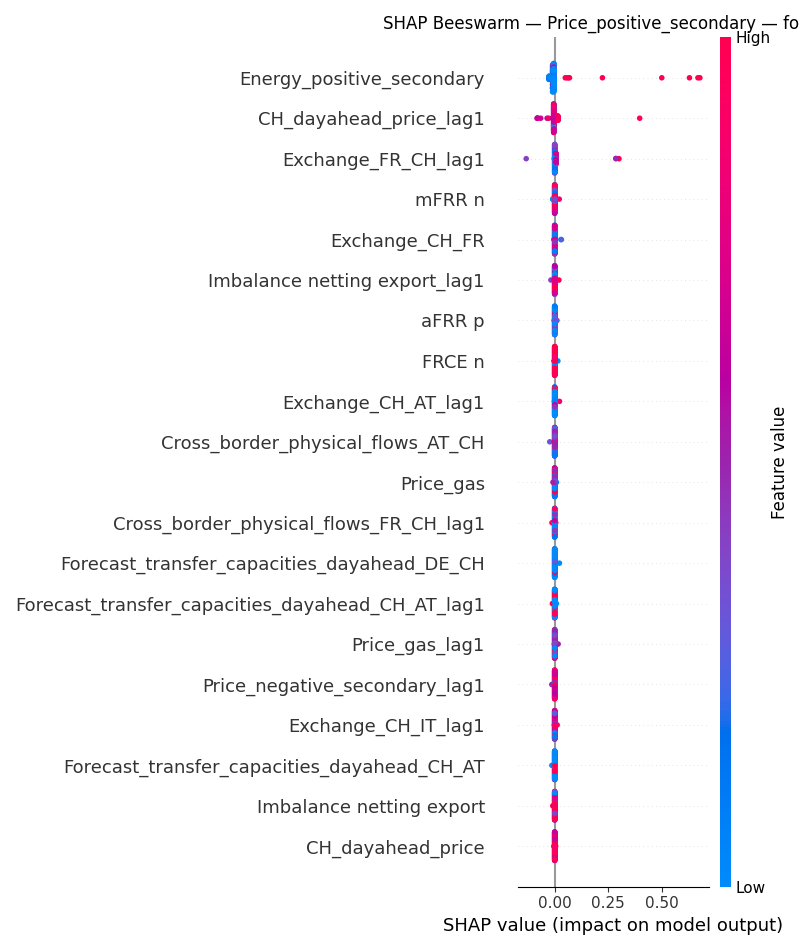 SHAP Beeswarm — Price_positive_secondary — fo
High
Energy_positive_secondary
CH_dayahead_price_lag1
Exchange_FR_CH_lag1
mFRR n
Exchange_CH_FR
Imbalance netting export_lag1
aFRR p
FRCE n
Exchange_CH_AT_lag1
Cross_border_physical_flows_AT_CH
Price_gas
Cross_border_physical_flows_FR_CH_lag1
Forecast_transfer_capacities_dayahead_DE_CH
Forecast_transfer_capacities_dayahead_CH_AT_lag1
Price_gas_lag1
Price_negative_secondary_lag1
Exchange_CH_IT_lag1
Forecast_transfer_capacities_dayahead_CH_AT
Imbalance netting export
CH_dayahead_price
Feature value
Low
0.00 0.25 0.50
SHAP value (impact on model output)